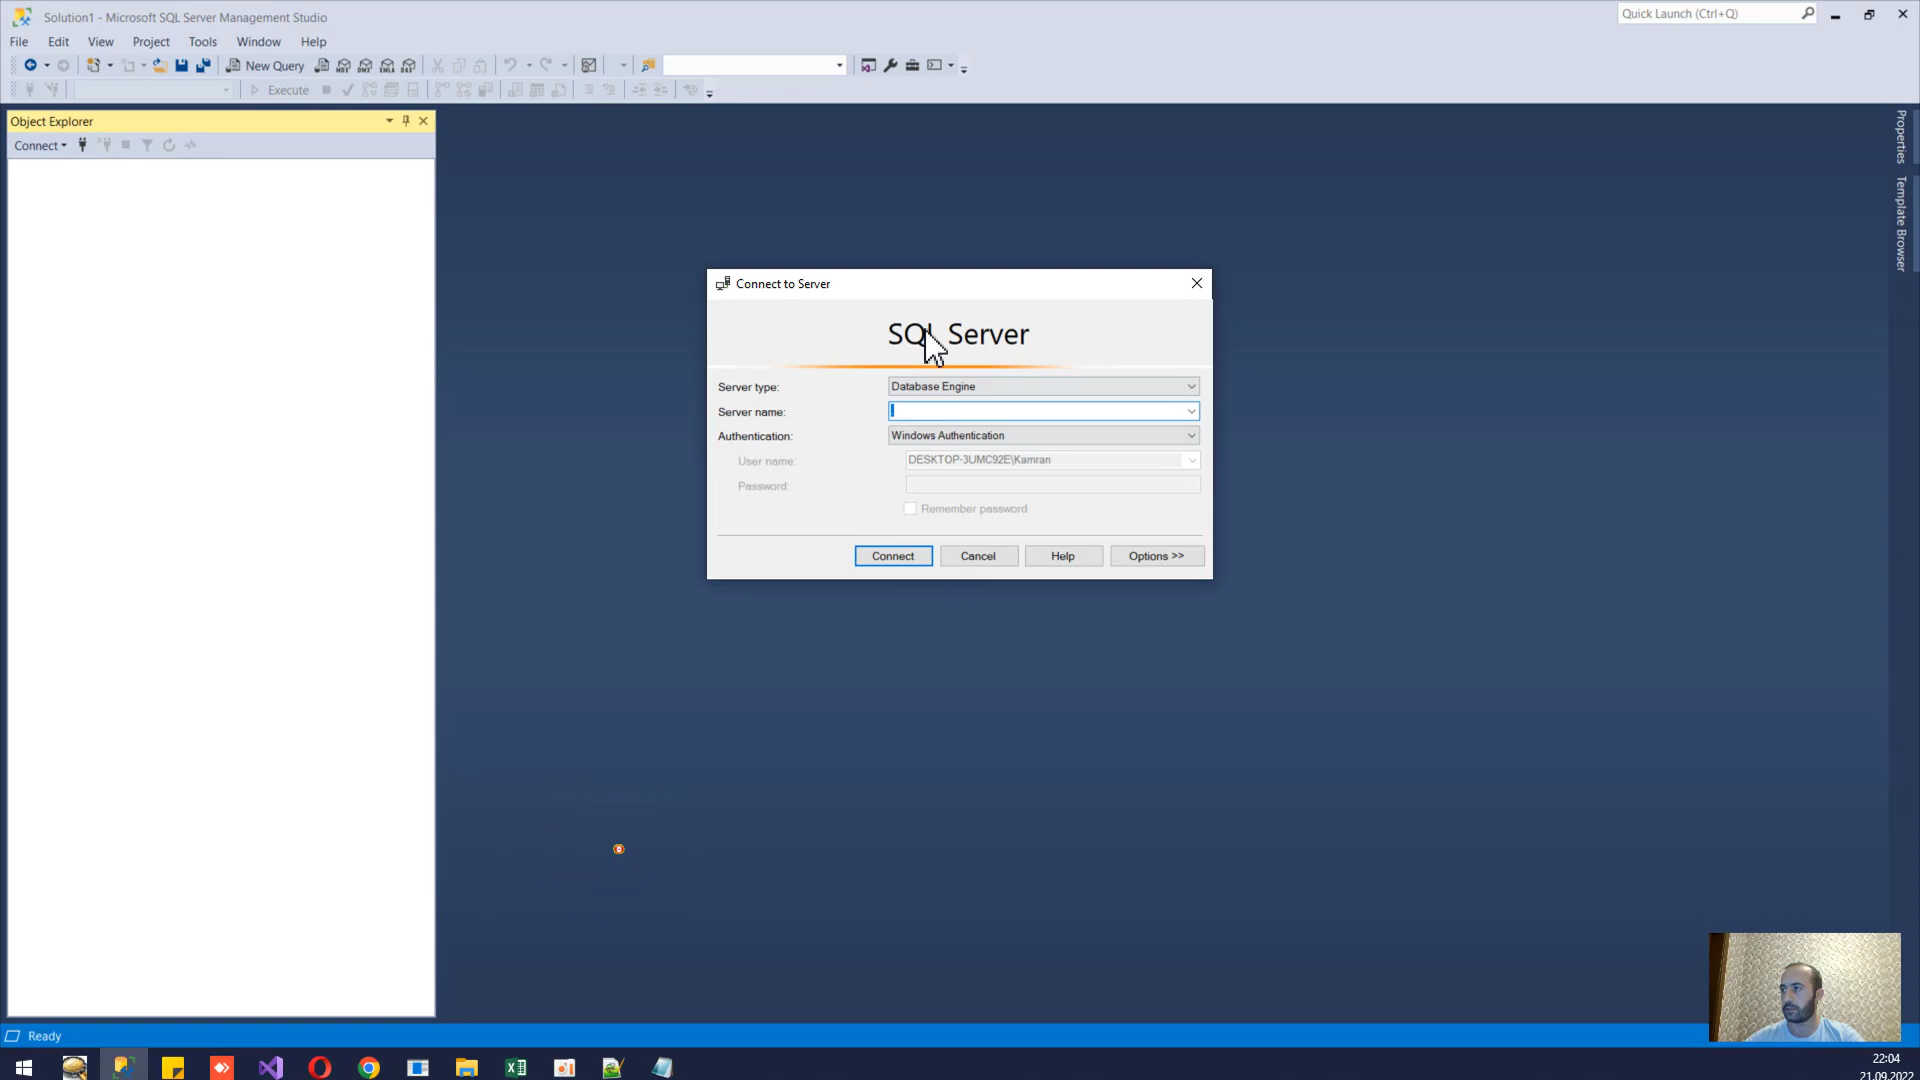 Solution1 - Microsoft SQL Server Management Studio
Quick Launch (Ctrl+Q)
File Edit View Project Tools Window Help
New Query
Execute
Object Explorer
Connect
Properties
Template Browser
Connect to Server
SQL Server
Server type: Database Engine
Server name:
Authentication: Windows Authentication
User name: DESKTOP-3UMC92E\Kamran
Password:
Remember password
Connect Cancel Help Options >>
Ready
22:04
21.09.2022